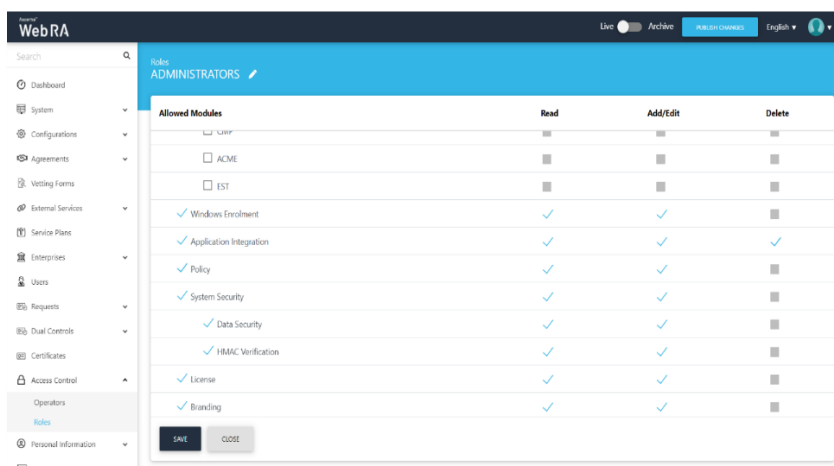 Ascertia
WebRA
Live Archive PUBLISH CHANGES English
Search
Roles
ADMINISTRATORS
Dashboard
System
Configurations
Agreements
Vetting Forms
External Services
Service Plans
Enterprises
Users
Requests
Dual Controls
Certificates
Access Control
Operators
Roles
Personal Information
Allowed Modules Read Add/Edit Delete
CMP
ACME
EST
Windows Enrolment
Application Integration
Policy
System Security
Data Security
HMAC Verification
License
Branding
SAVE CLOSE